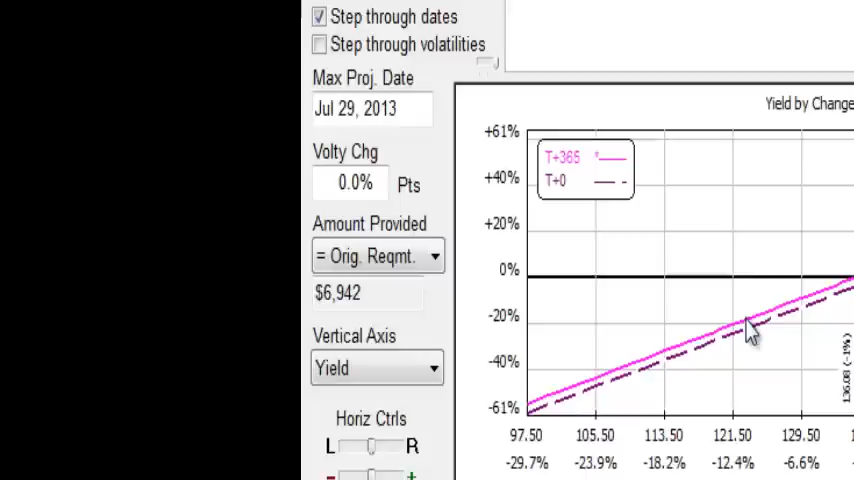 Step through dates
Step through volatilities
Max Proj. Date
Jul 29, 2013
Volty Chg
0.0% Pts
Amount Provided
= Orig. Reqmt.
$6,942
Vertical Axis
Yield
Horiz Ctrls
L R
- +
Yield by Change
+61%
+40%
+20%
0%
-20%
-40%
-61%
T+365 *
T+0
136.08 (-1%)
97.50 105.50 113.50 121.50 129.50
-29.7% -23.9% -18.2% -12.4% -6.6%